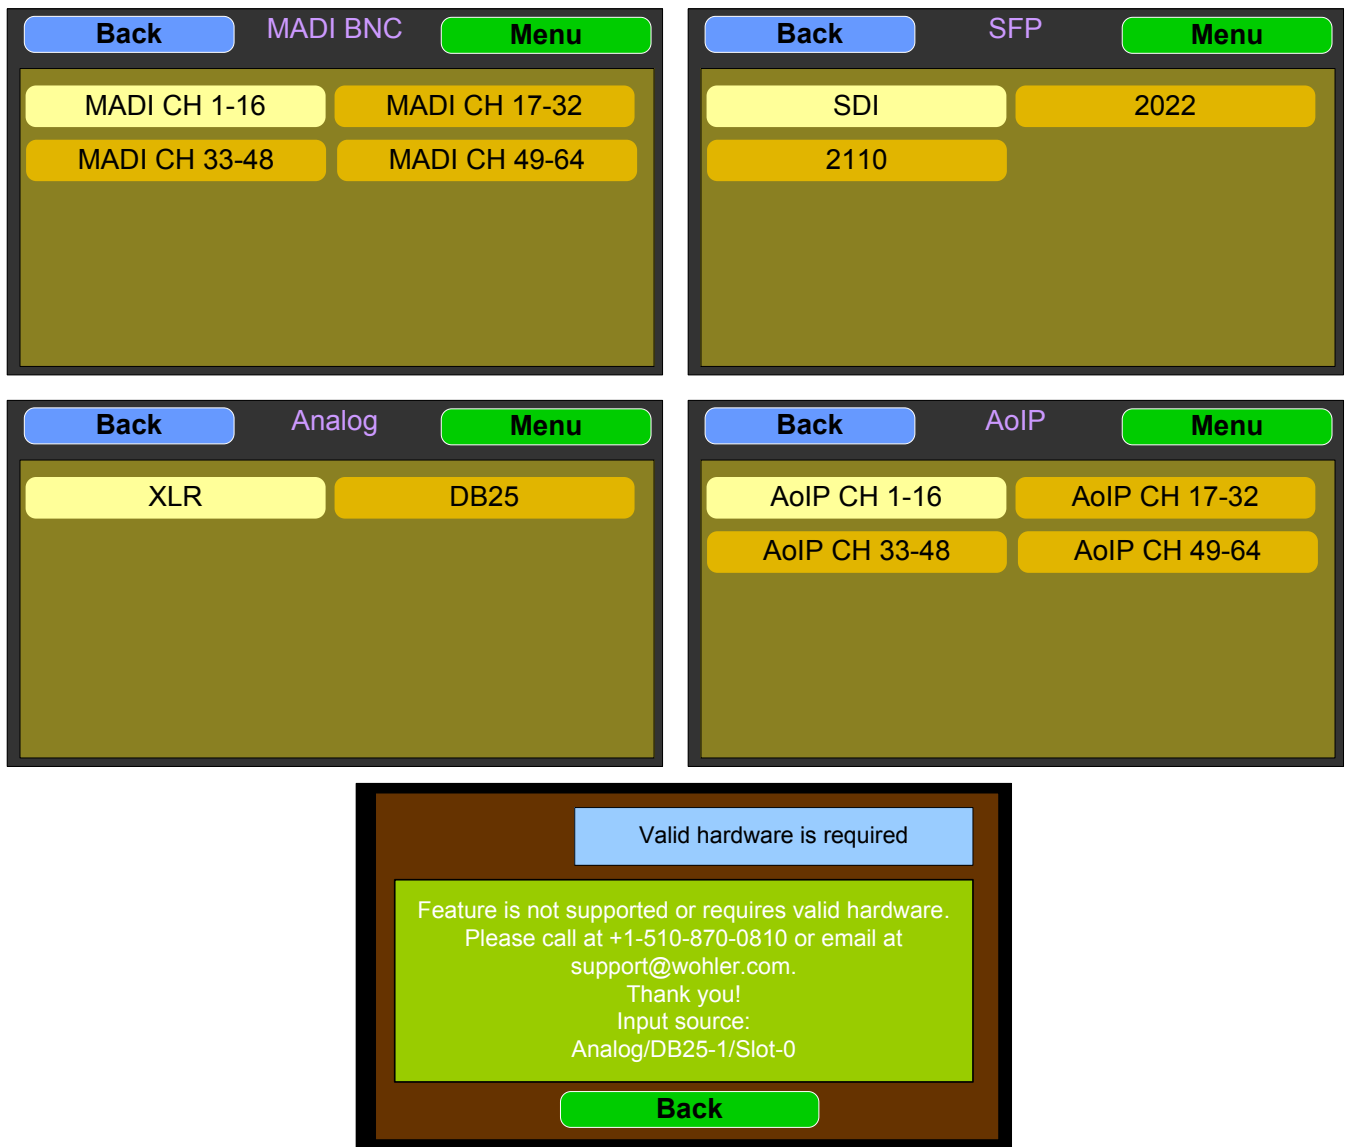 Back
MADI BNC
Menu
MADI CH 1-16
MADI CH 17-32
MADI CH 33-48
MADI CH 49-64
Back
SFP
Menu
SDI
2022
2110
Back
Analog
Menu
XLR
DB25
Back
AoIP
Menu
AoIP CH 1-16
AoIP CH 17-32
AoIP CH 33-48
AoIP CH 49-64
Valid hardware is required
Feature is not supported or requires valid hardware.
Please call at +1-510-870-0810 or email at
support@wohler.com.
Thank you!
Input source:
Analog/DB25-1/Slot-0
Back